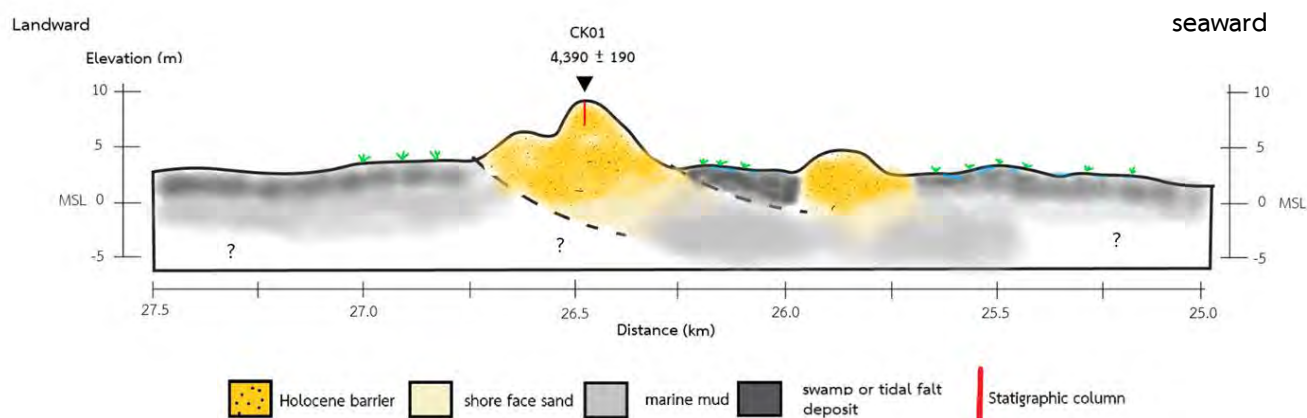 Landward
seaward
CK01
4,390 ± 190
Elevation (m)
10
10
5
5
MSL 0
0 MSL
-5
-5
?
?
?
27.5
27.0
26.5
26.0
25.5
25.0
Distance (km)
Holocene barrier
shore face sand
marine mud
swamp or tidal falt
deposit
Statigraphic column